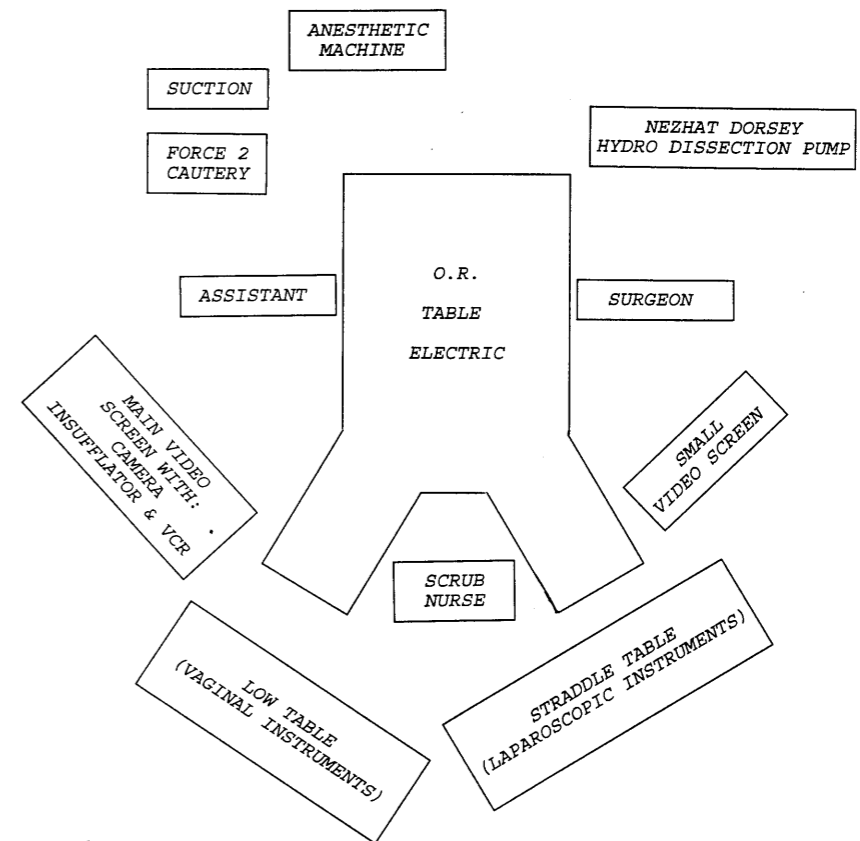 ANESTHETIC
MACHINE
SUCTION
NEZHAT DORSEY
HYDRO DISSECTION PUMP
FORCE 2
CAUTERY
O.R.
TABLE
ELECTRIC
ASSISTANT
SURGEON
MAIN VIDEO
SCREEN WITH:
CAMERA
INSUFFLATOR & VCR
SMALL
VIDEO SCREEN
SCRUB
NURSE
LOW TABLE
(VAGINAL INSTRUMENTS)
STRADDLE TABLE
(LAPAROSCOPIC INSTRUMENTS)